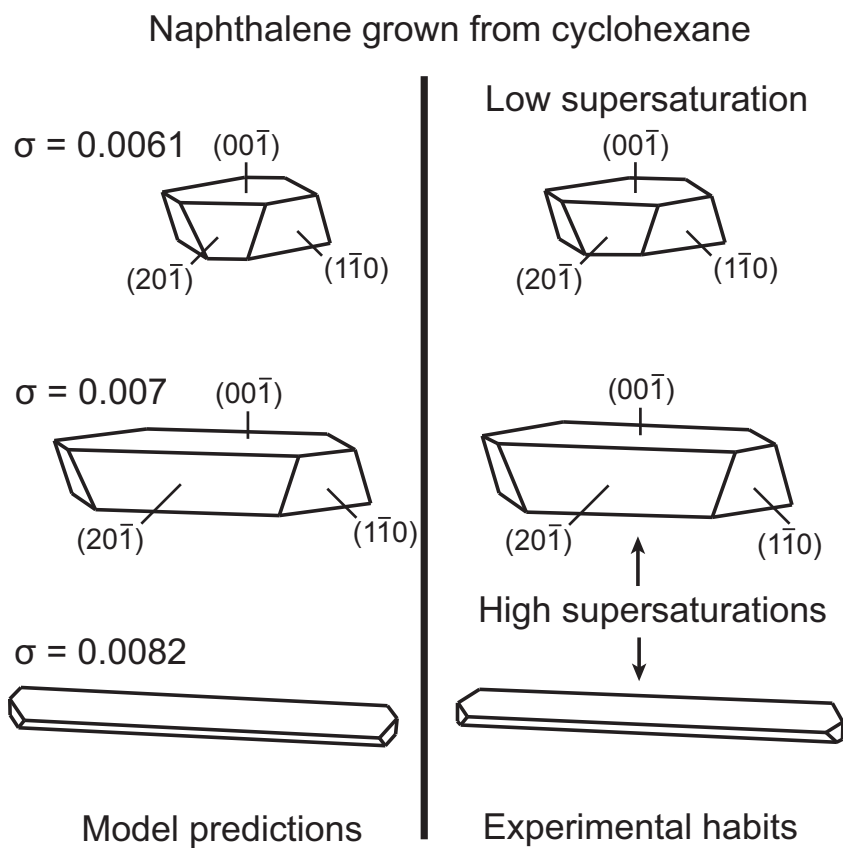 Naphthalene grown from cyclohexane
Low supersaturation
σ = 0.0061
(001̅)
(201̅)
(11̅0)
(001̅)
(201̅)
(11̅0)
σ = 0.007
(001̅)
(201̅)
(11̅0)
(001̅)
(201̅)
(11̅0)
High supersaturations
σ = 0.0082
Model predictions
Experimental habits